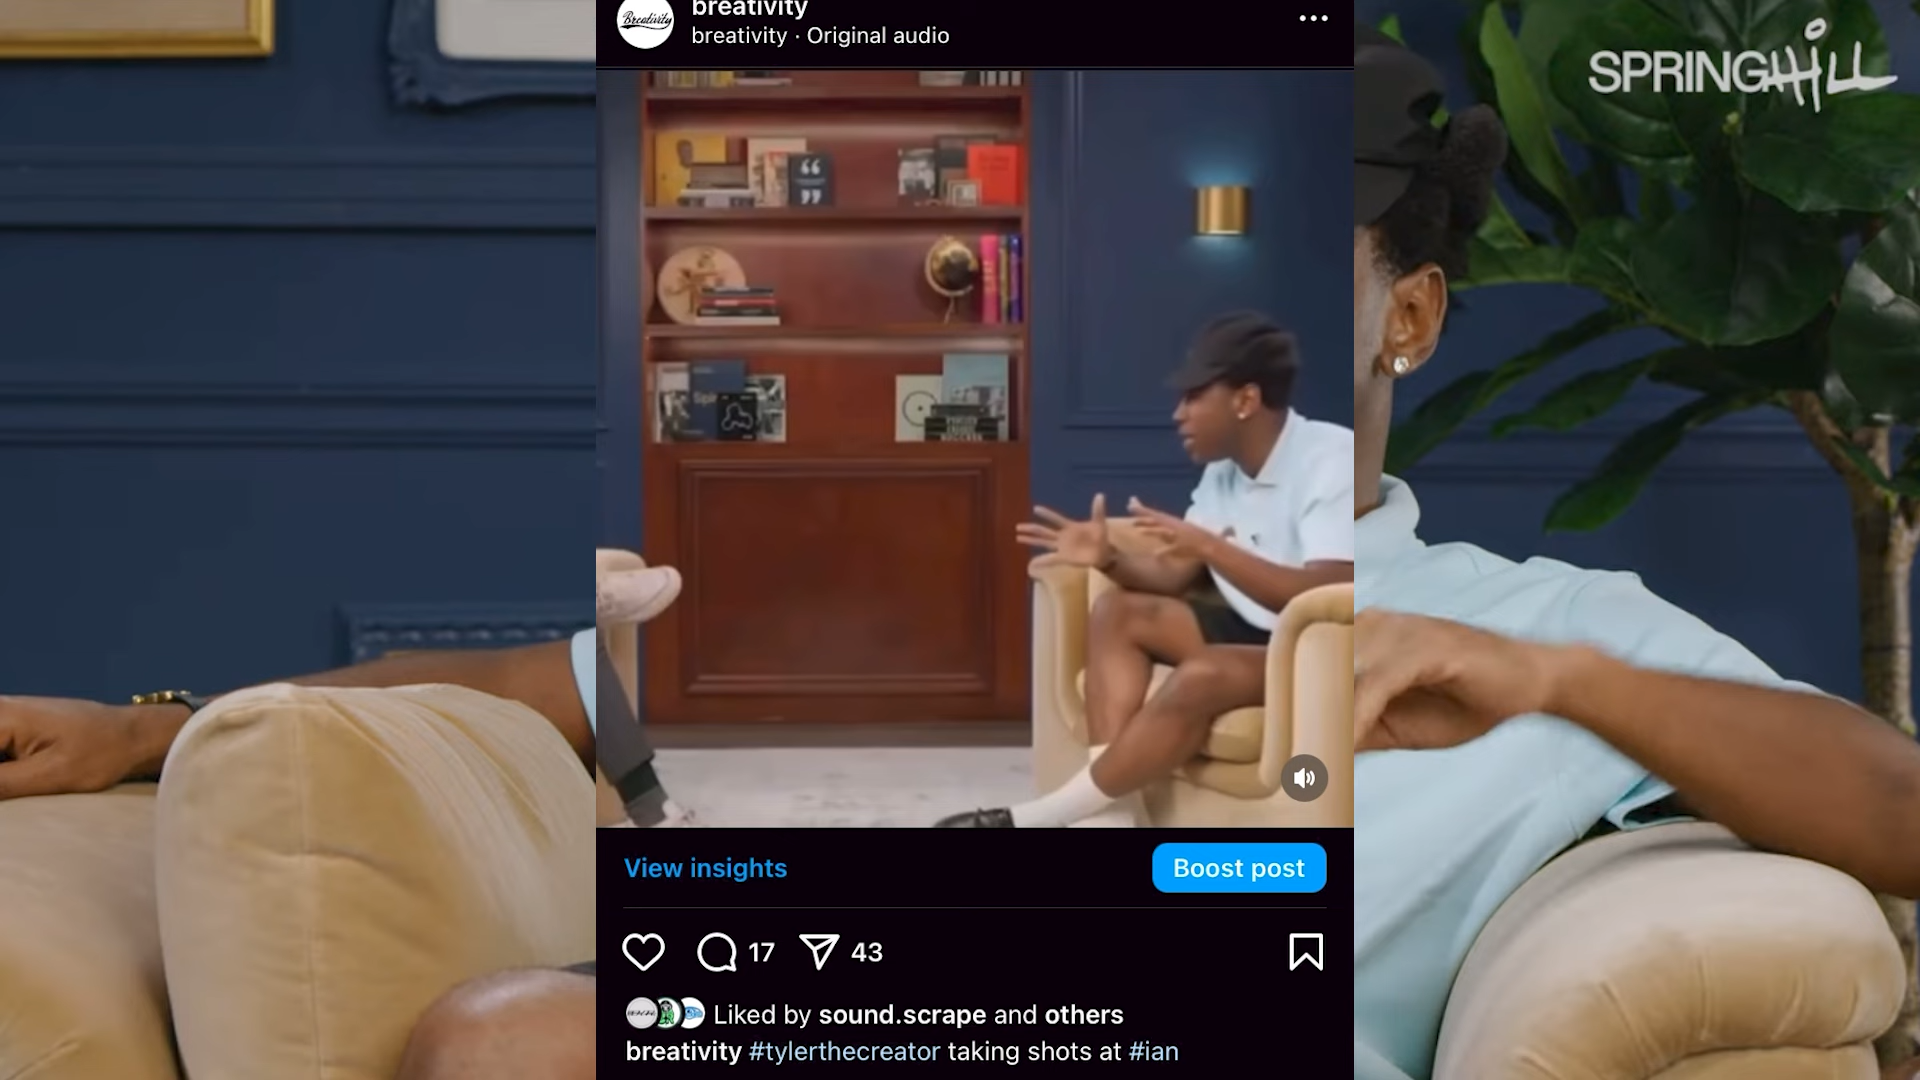 breativity
breativity · Original audio
SPRINGHILL
Breativity
“ ”
View insights
Boost post
17
43
Liked by sound.scrape and others
breativity #tylerthecreator taking shots at #ian